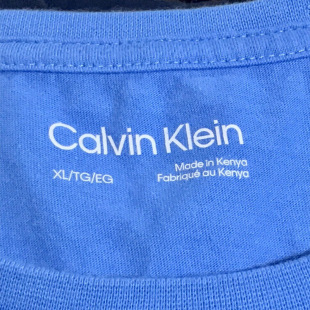 Calvin Klein
XL/TG/EG
Made in Kenya
Fabriqué au Kenya